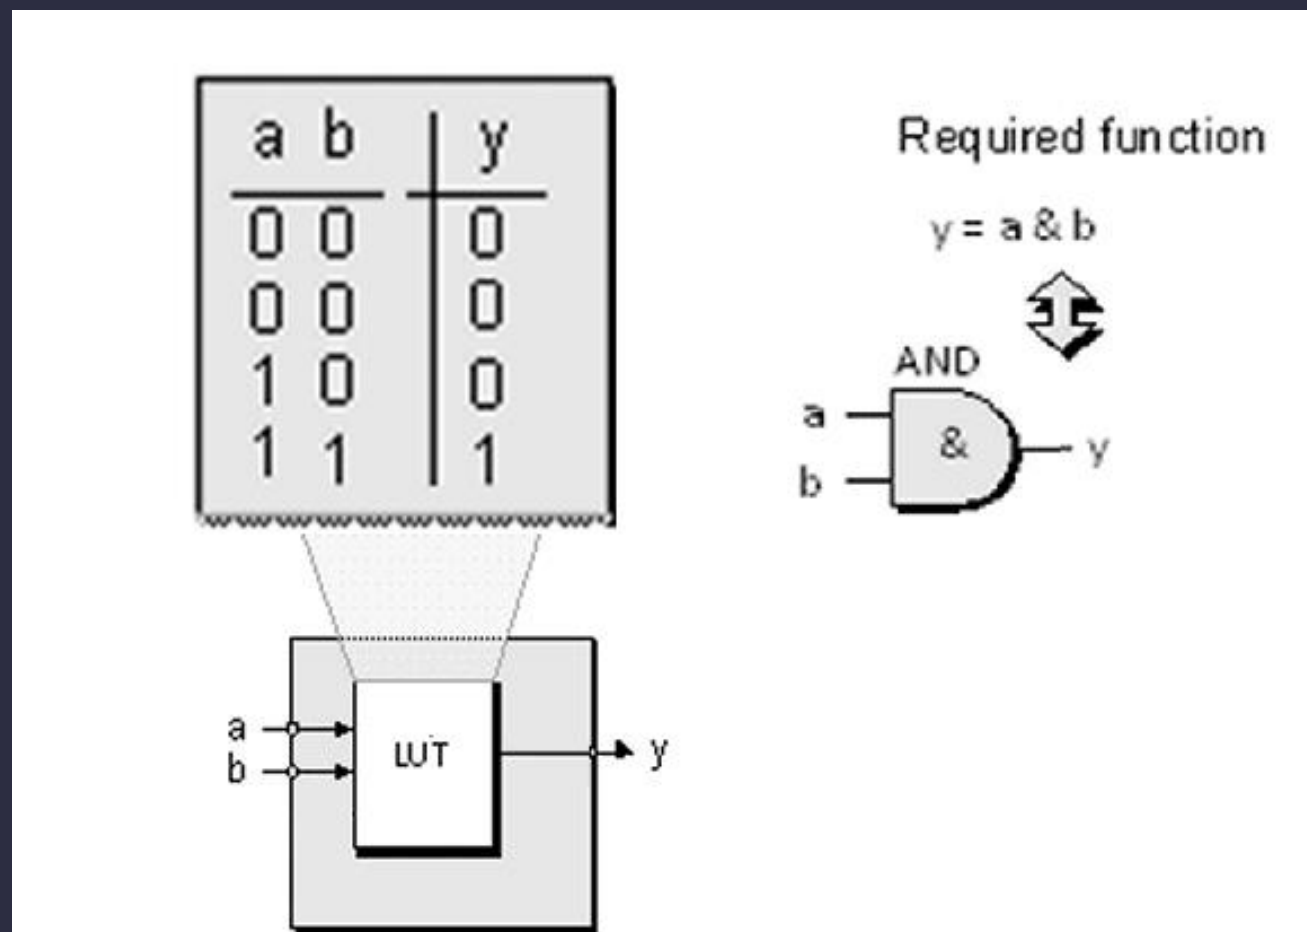 a b y
0 0 0
0 0 0
1 0 0
1 1 1
Required function
y = a & b
AND
a
&
y
b
a
b
LUT
y